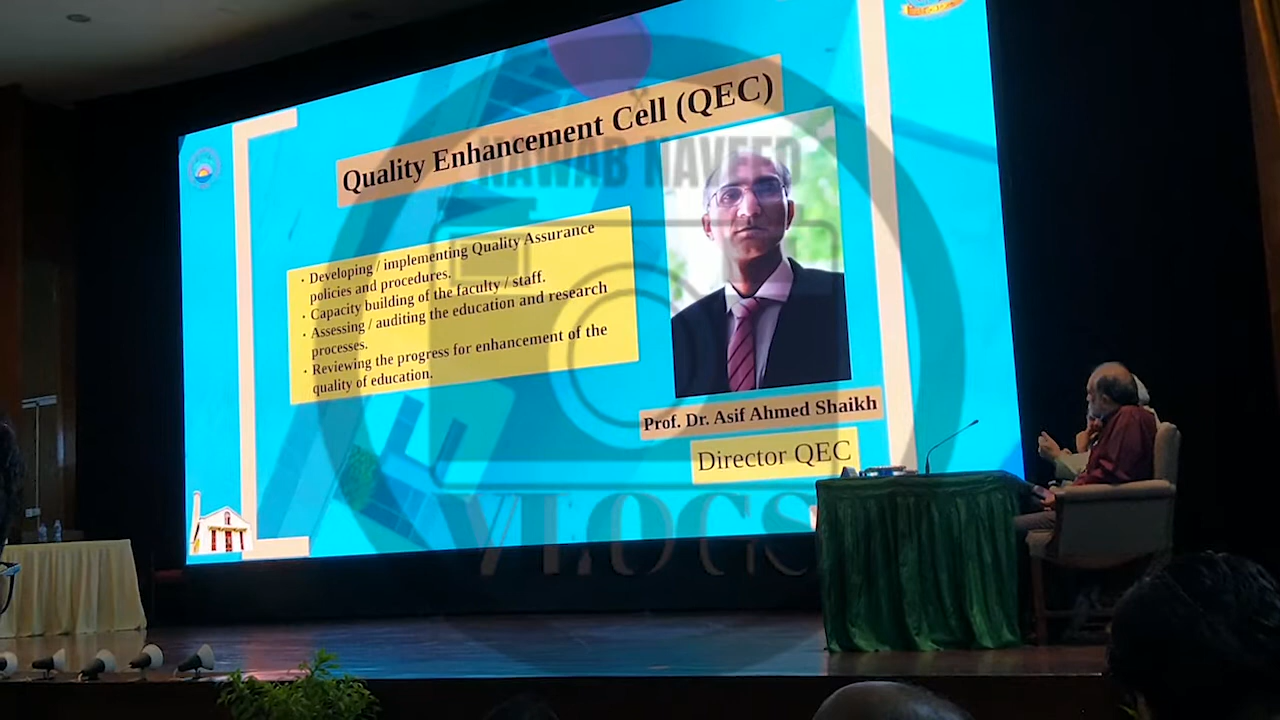 Quality Enhancement Cell (QEC)
NAWAB NAVEED
· Developing / implementing Quality Assurance
policies and procedures.
· Capacity building of the faculty / staff.
· Assessing / auditing the education and research
processes.
· Reviewing the progress for enhancement of the
quality of education.
Prof. Dr. Asif Ahmed Shaikh
Director QEC
VLOGS